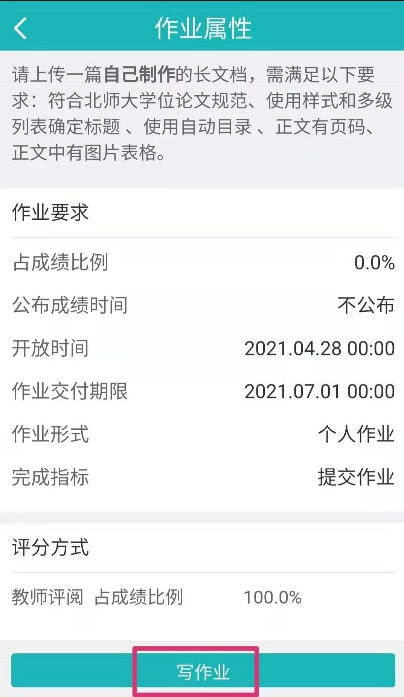 作业属性
请上传一篇自己制作的长文档，需满足以下要
求：符合北师大学位论文规范、使用样式和多级
列表确定标题 、使用自动目录 、正文有页码、
正文中有图片表格。
作业要求
占成绩比例 0.0%
公布成绩时间 不公布
开放时间 2021.04.28 00:00
作业交付期限 2021.07.01 00:00
作业形式 个人作业
完成指标 提交作业
评分方式
教师评阅 占成绩比例 100.0%
写作业